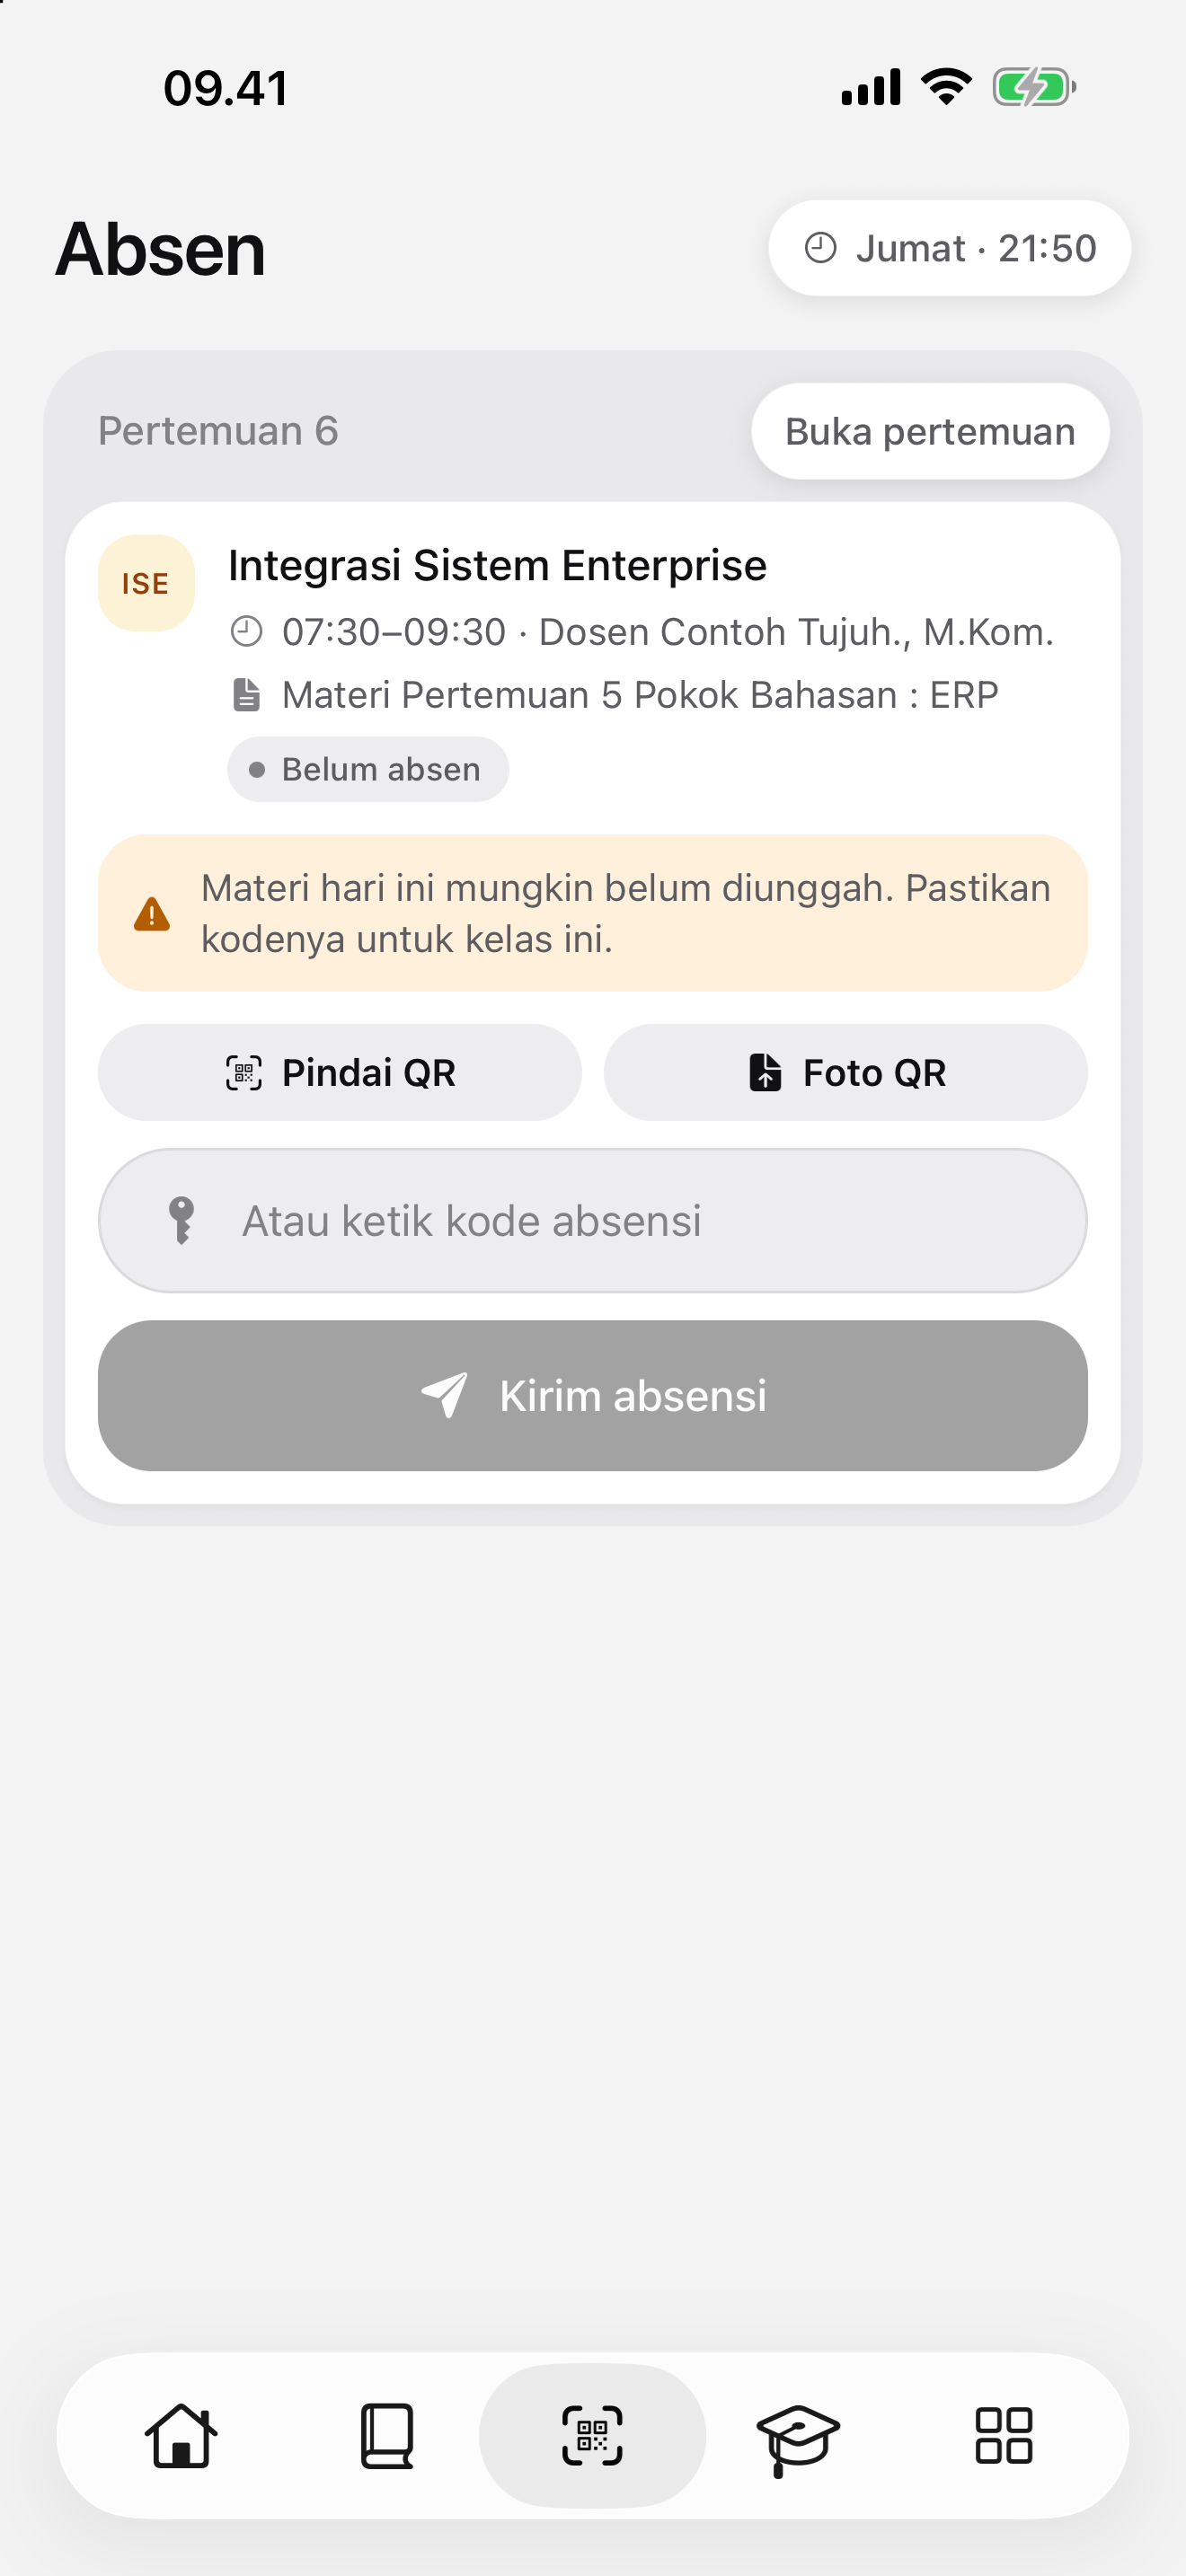 09.41
Absen
Jumat · 21:50
Pertemuan 6
Buka pertemuan
ISE
Integrasi Sistem Enterprise
07:30–09:30 · Dosen Contoh Tujuh., M.Kom.
Materi Pertemuan 5 Pokok Bahasan : ERP
Belum absen
Materi hari ini mungkin belum diunggah. Pastikan
kodenya untuk kelas ini.
Pindai QR
Foto QR
Atau ketik kode absensi
Kirim absensi